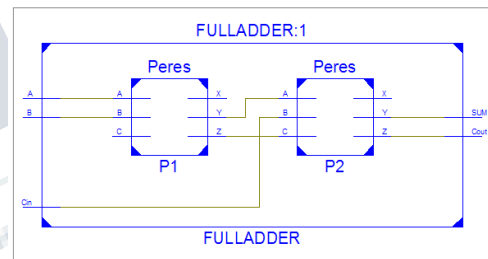 FULLADDER:1
Peres Peres
A A X A X SUM
B B Y B Y Cout
C Z C Z
P1 P2
Cin
FULLADDER